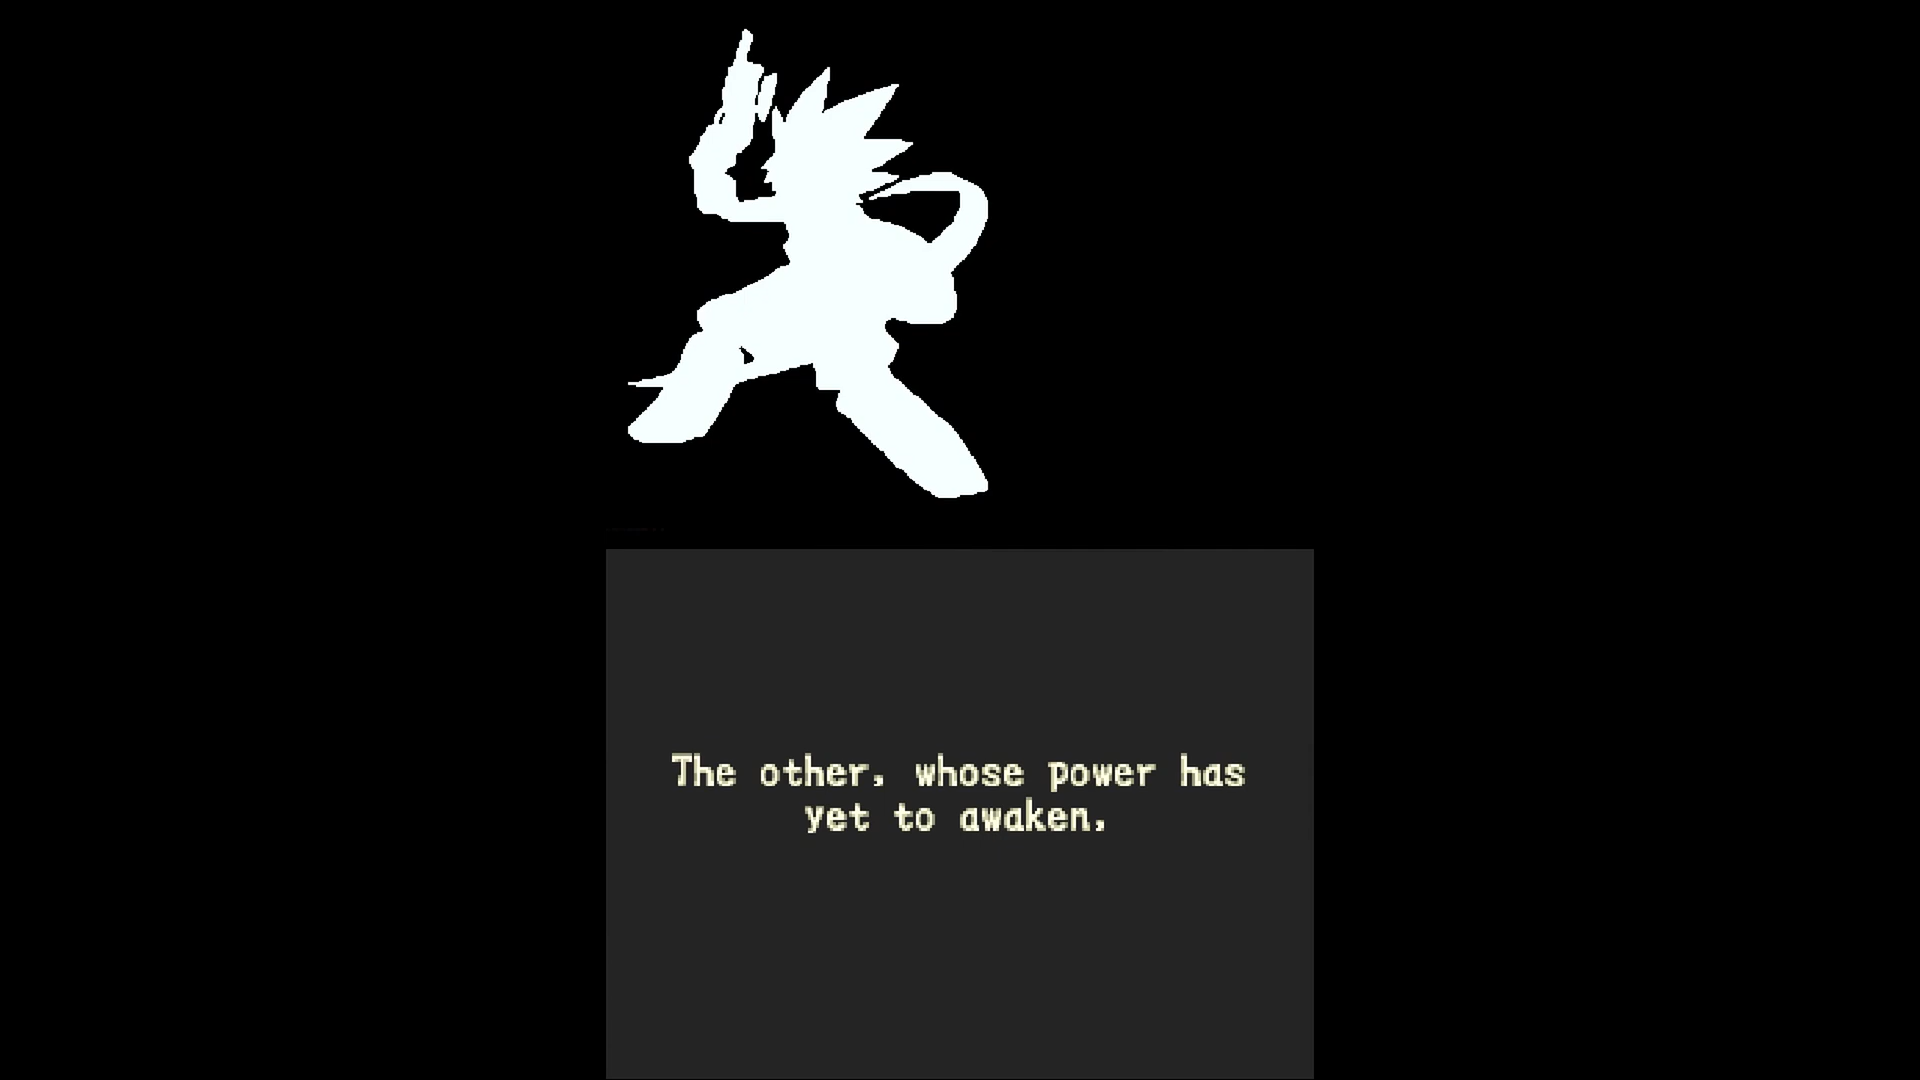 The other, whose power has
yet to awaken.